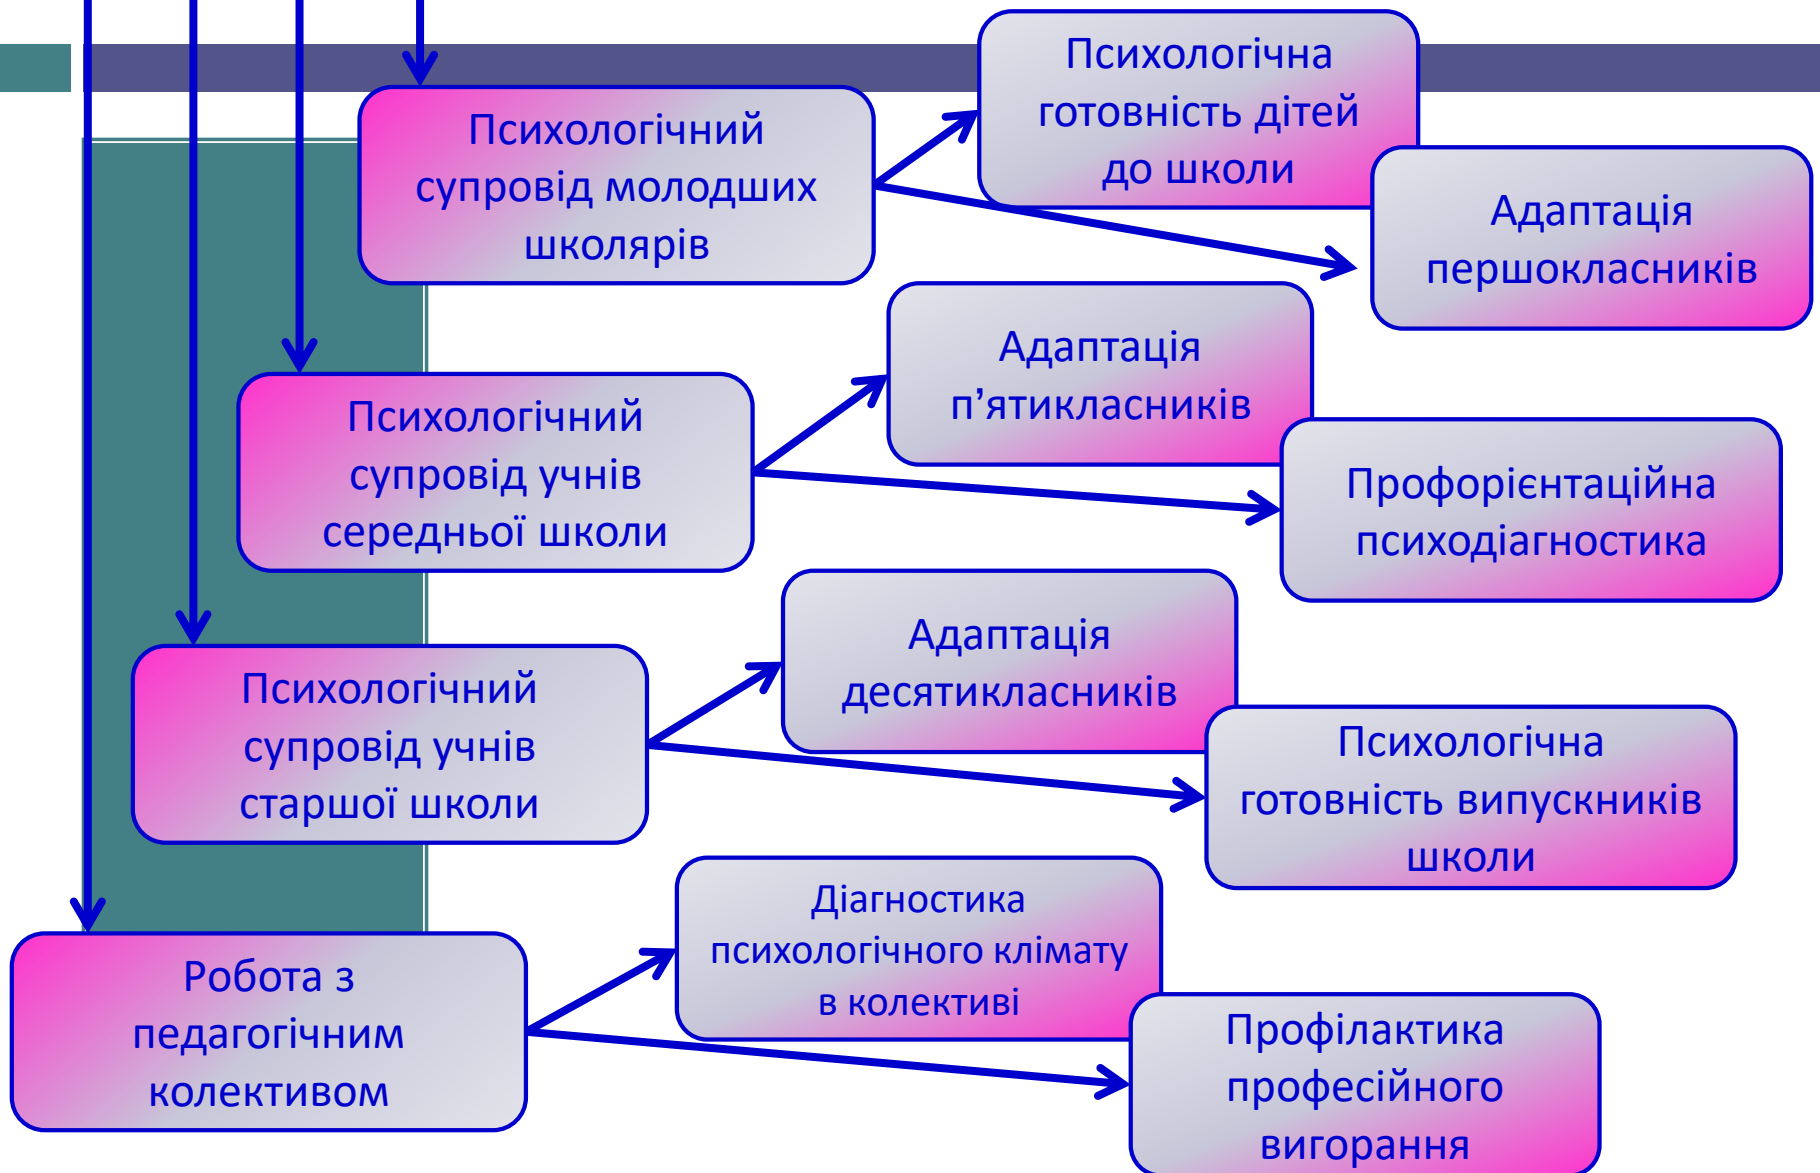 Психологічний
супровід молодших
школярів
Психологічна
готовність дітей
до школи
Адаптація
першокласників
Психологічний
супровід учнів
середньої школи
Адаптація
п’ятикласників
Профорієнтаційна
психодіагностика
Психологічний
супровід учнів
старшої школи
Адаптація
десятикласників
Психологічна
готовність випускників
школи
Робота з
педагогічним
колективом
Діагностика
психологічного клімату
в колективі
Профілактика
професійного
вигорання